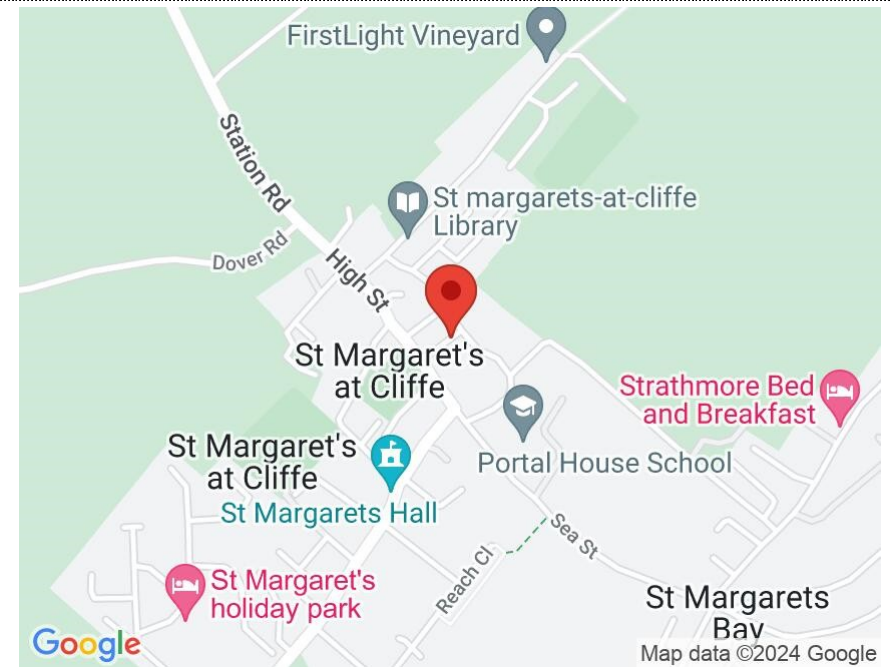 FirstLight Vineyard
Station Rd
St margarets-at-cliffe
Library
Dover Rd
High St
St Margaret's
at Cliffe
Strathmore Bed
and Breakfast
St Margaret's
at Cliffe
Portal House School
St Margarets Hall
Sea St
Reach Cl
St Margaret's
holiday park
St Margarets
Bay
Google
Map data ©2024 Google